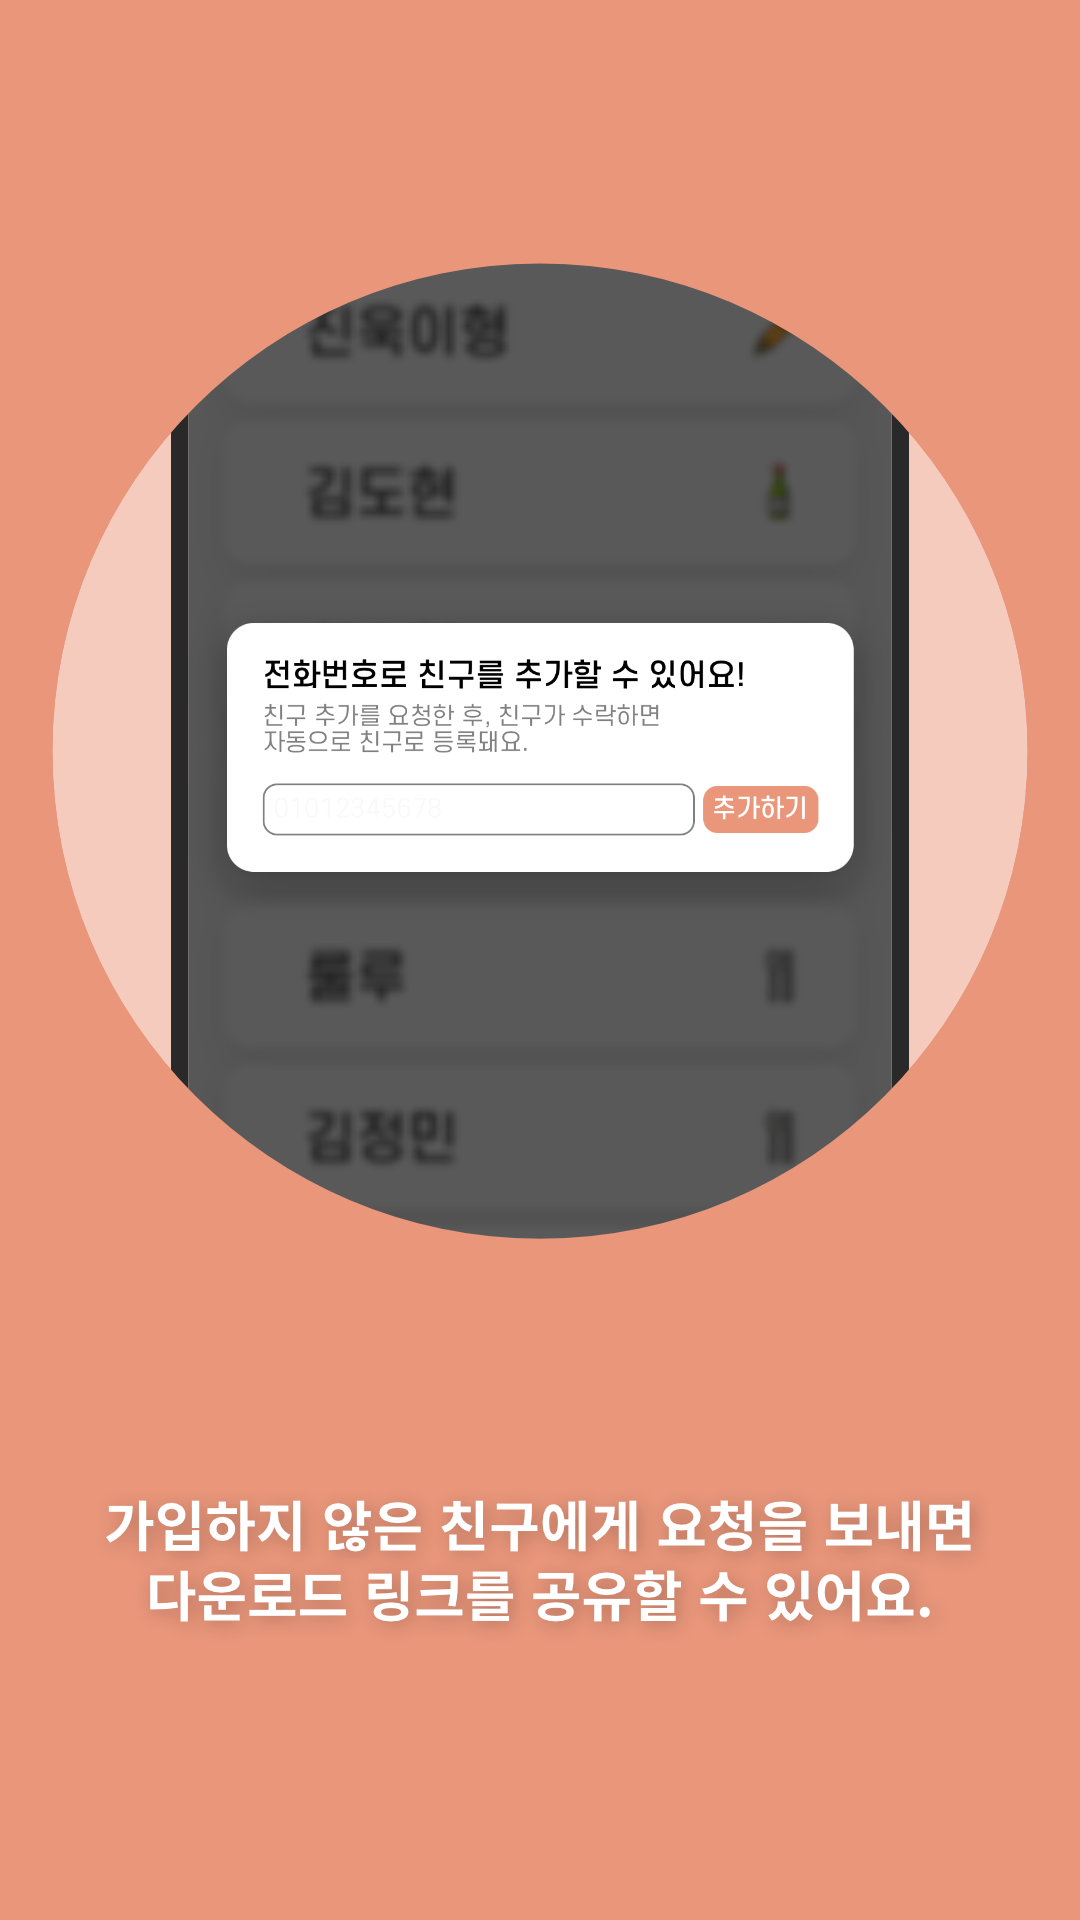 진욱이형
김도현
전화번호로 친구를 추가할 수 있어요!
친구 추가를 요청한 후, 친구가 수락하면
자동으로 친구로 등록돼요.
01012345678
추가하기
룰루
김정민
가입하지 않은 친구에게 요청을 보내면
다운로드 링크를 공유할 수 있어요.